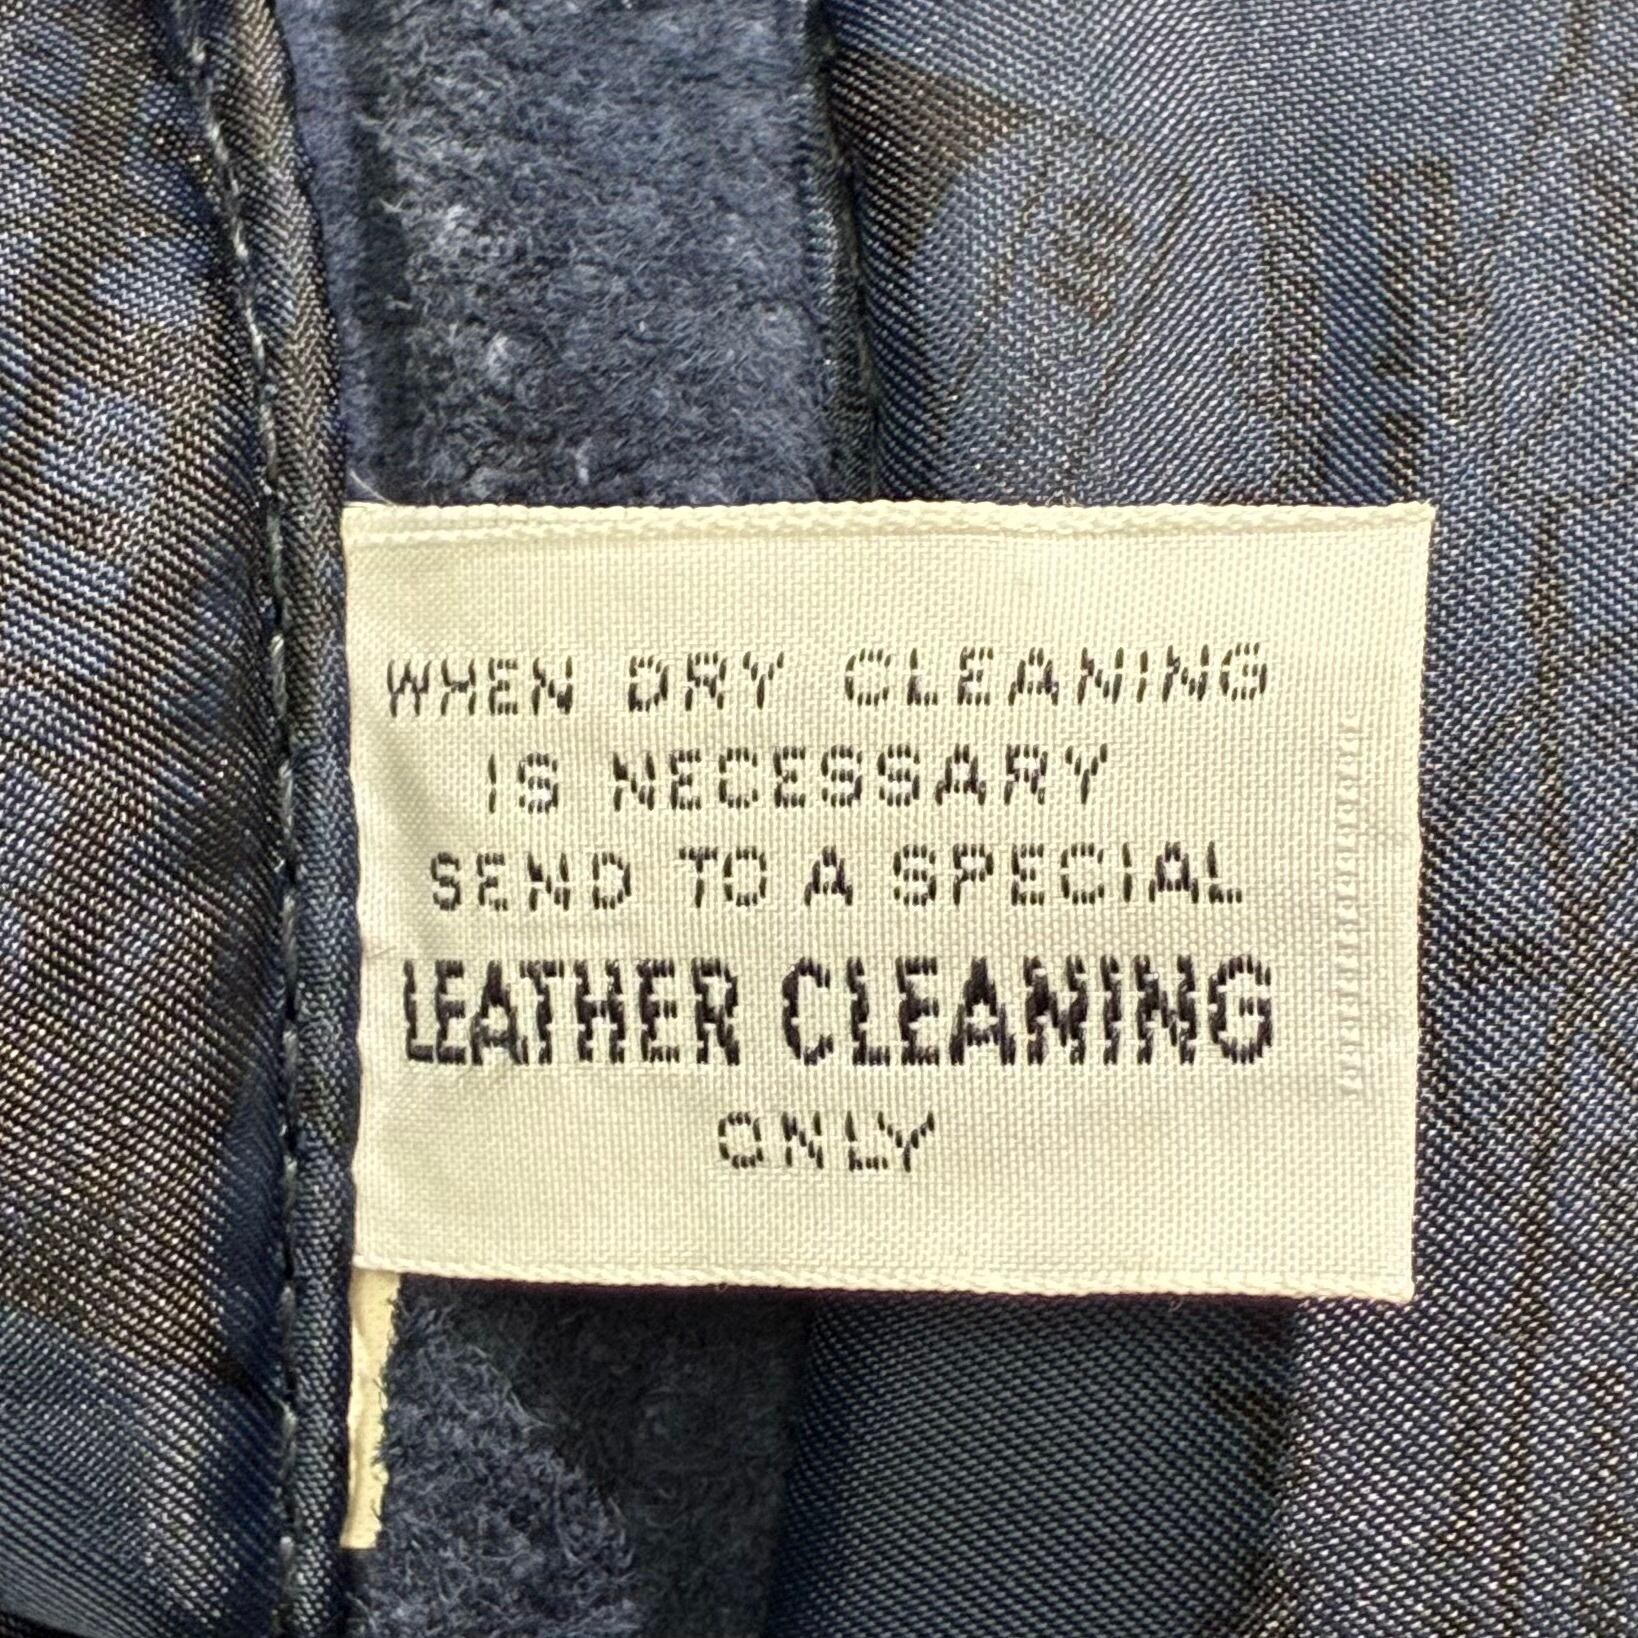 WHEN DRY CLEANING
IS NECESSARY
SEND TO A SPECIAL
LEATHER CLEANING
ONLY